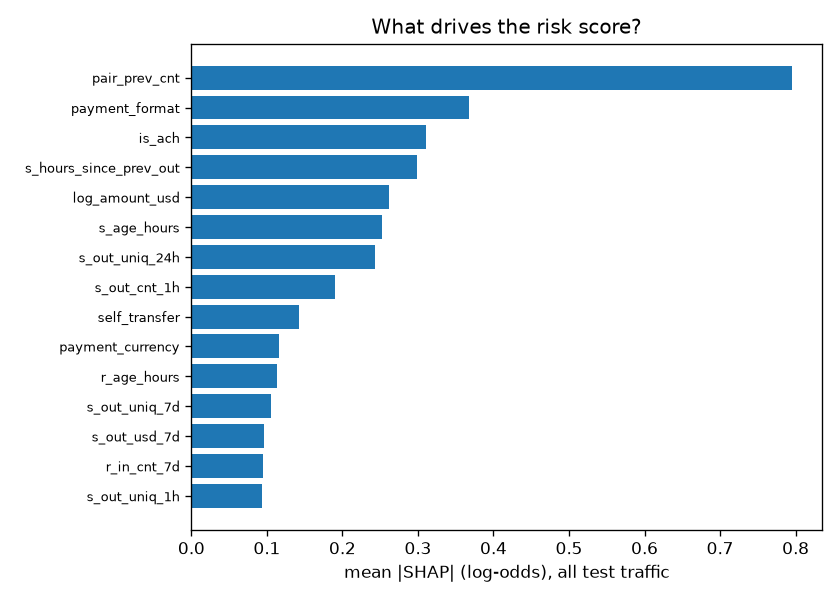 What drives the risk score?
pair_prev_cnt
payment_format
is_ach
s_hours_since_prev_out
log_amount_usd
s_age_hours
s_out_uniq_24h
s_out_cnt_1h
self_transfer
payment_currency
r_age_hours
s_out_uniq_7d
s_out_usd_7d
r_in_cnt_7d
s_out_uniq_1h
0.0 0.1 0.2 0.3 0.4 0.5 0.6 0.7 0.8
mean |SHAP| (log-odds), all test traffic